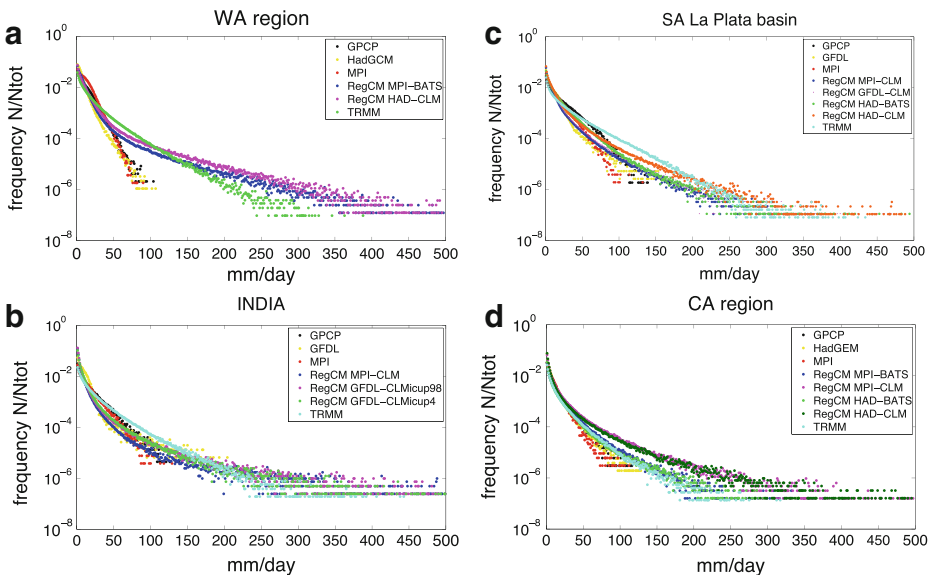 a
WA region
frequency N/Ntot
10^0
10^-2
10^-4
10^-6
10^-8
GPCP
HadGCM
MPI
RegCM MPI-BATS
RegCM HAD-CLM
TRMM
0 50 100 150 200 250 300 350 400 450 500
mm/day
c
SA La Plata basin
frequency N/Ntot
10^0
10^-2
10^-4
10^-6
10^-8
GPCP
GFDL
MPI
RegCM MPI-CLM
RegCM GFDL-CLM
RegCM HAD-BATS
RegCM HAD-CLM
TRMM
0 50 100 150 200 250 300 350 400 450 500
mm/day
b
INDIA
frequency N/Ntot
10^0
10^-2
10^-4
10^-6
10^-8
GPCP
GFDL
MPI
RegCM MPI-CLM
RegCM GFDL-CLMicup98
RegCM GFDL-CLMicup4
TRMM
0 50 100 150 200 250 300 350 400 450 500
mm/day
d
CA region
frequency N/Ntot
10^0
10^-2
10^-4
10^-6
10^-8
GPCP
HadGEM
MPI
RegCM MPI-BATS
RegCM MPI-CLM
RegCM HAD-BATS
RegCM HAD-CLM
TRMM
0 50 100 150 200 250 300 350 400 450 500
mm/day